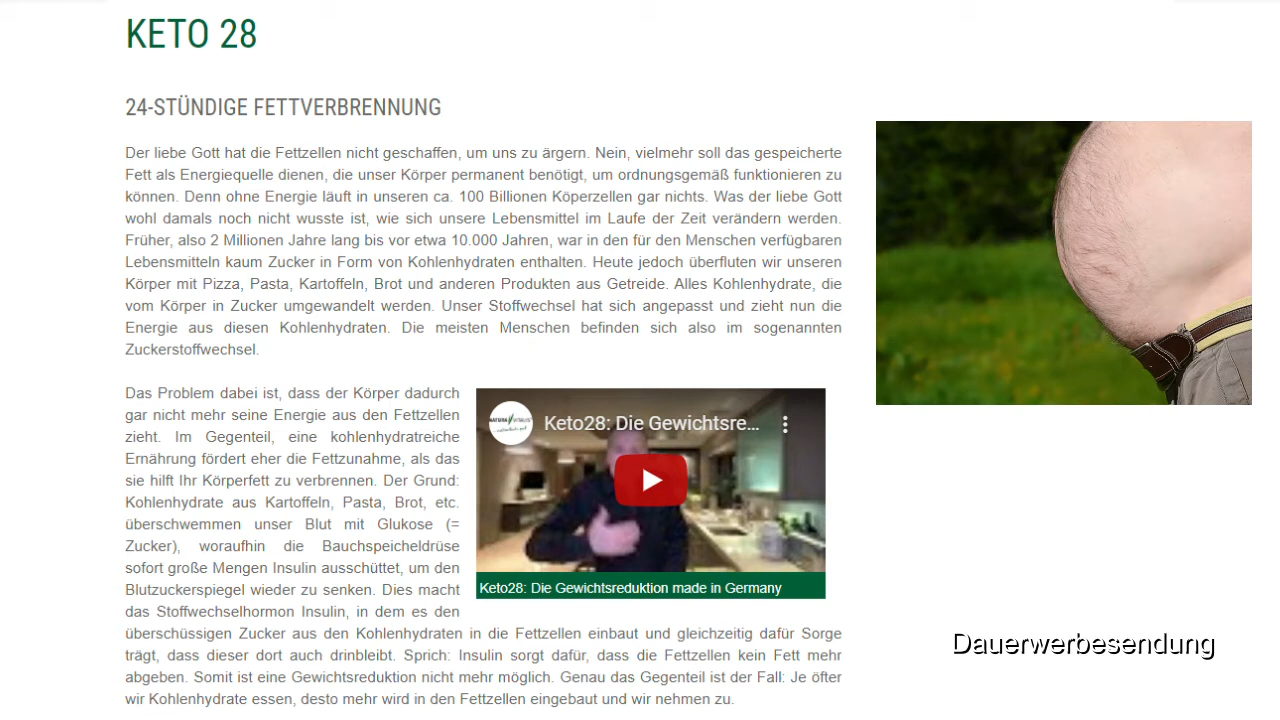 KETO 28
24-STÜNDIGE FETTVERBRENNUNG
Der liebe Gott hat die Fettzellen nicht geschaffen, um uns zu ärgern. Nein, vielmehr soll das gespeicherte
Fett als Energiequelle dienen, die unser Körper permanent benötigt, um ordnungsgemäß funktionieren zu
können. Denn ohne Energie läuft in unseren ca. 100 Billionen Köperzellen gar nichts. Was der liebe Gott
wohl damals noch nicht wusste ist, wie sich unsere Lebensmittel im Laufe der Zeit verändern werden.
Früher, also 2 Millionen Jahre lang bis vor etwa 10.000 Jahren, war in den für den Menschen verfügbaren
Lebensmitteln kaum Zucker in Form von Kohlenhydraten enthalten. Heute jedoch überfluten wir unseren
Körper mit Pizza, Pasta, Kartoffeln, Brot und anderen Produkten aus Getreide. Alles Kohlenhydrate, die
vom Körper in Zucker umgewandelt werden. Unser Stoffwechsel hat sich angepasst und zieht nun die
Energie aus diesen Kohlenhydraten. Die meisten Menschen befinden sich also im sogenannten
Zuckerstoffwechsel.
Das Problem dabei ist, dass der Körper dadurch
gar nicht mehr seine Energie aus den Fettzellen
zieht. Im Gegenteil, eine kohlenhydratreiche
Ernährung fördert eher die Fettzunahme, als das
sie hilft Ihr Körperfett zu verbrennen. Der Grund:
Kohlenhydrate aus Kartoffeln, Pasta, Brot, etc.
überschwemmen unser Blut mit Glukose (=
Zucker), woraufhin die Bauchspeicheldrüse
sofort große Mengen Insulin ausschüttet, um den
Blutzuckerspiegel wieder zu senken. Dies macht
das Stoffwechselhormon Insulin, in dem es den
überschüssigen Zucker aus den Kohlenhydraten in die Fettzellen einbaut und gleichzeitig dafür Sorge
trägt, dass dieser dort auch drinbleibt. Sprich: Insulin sorgt dafür, dass die Fettzellen kein Fett mehr
abgeben. Somit ist eine Gewichtsreduktion nicht mehr möglich. Genau das Gegenteil ist der Fall: Je öfter
wir Kohlenhydrate essen, desto mehr wird in den Fettzellen eingebaut und wir nehmen zu.
Keto28: Die Gewichtsre...
Keto28: Die Gewichtsreduktion made in Germany
Dauerwerbesendung